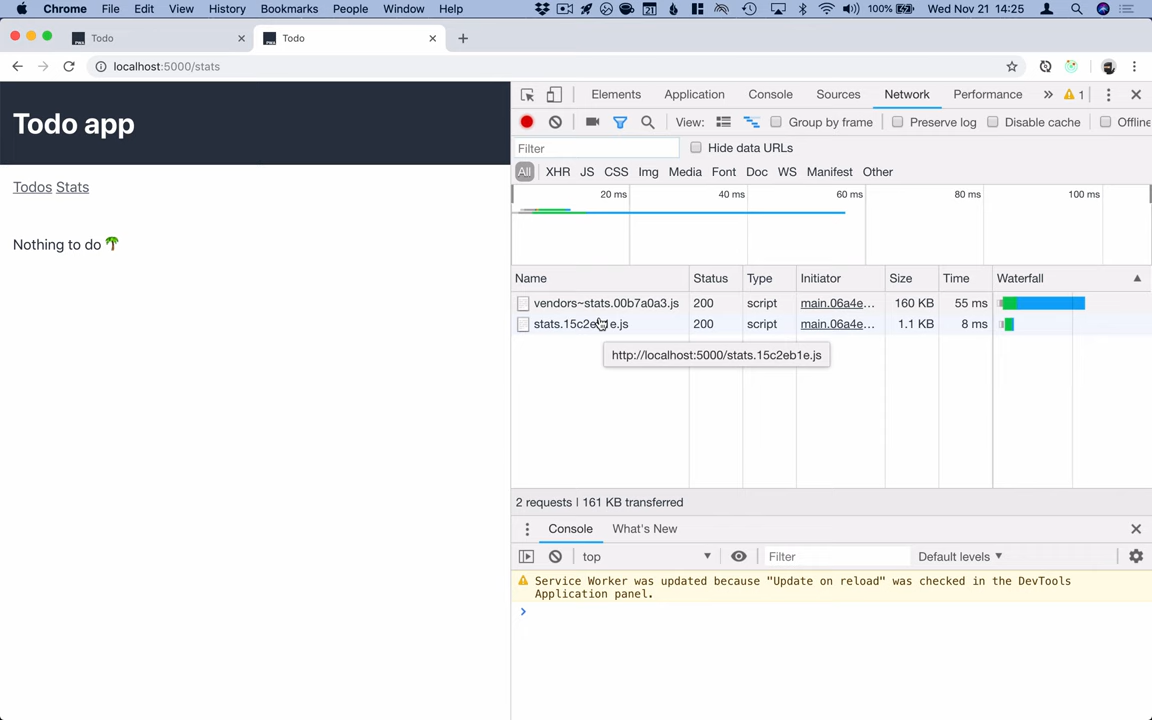 Chrome File Edit View History Bookmarks People Window Help 21 100% Wed Nov 21 14:25
Todo Todo
localhost:5000/stats
Todo app
Todos Stats
Nothing to do 🌴
Elements Application Console Sources Network Performance » 1
View: Group by frame Preserve log Disable cache Offline
Filter Hide data URLs
All XHR JS CSS Img Media Font Doc WS Manifest Other
20 ms 40 ms 60 ms 80 ms 100 ms
Name Status Type Initiator Size Time Waterfall
vendors~stats.00b7a0a3.js 200 script main.06a4e… 160 KB 55 ms
stats.15c2eb1e.js 200 script main.06a4e… 1.1 KB 8 ms
http://localhost:5000/stats.15c2eb1e.js
2 requests | 161 KB transferred
Console What's New
top Filter Default levels
Service Worker was updated because "Update on reload" was checked in the DevTools
Application panel.